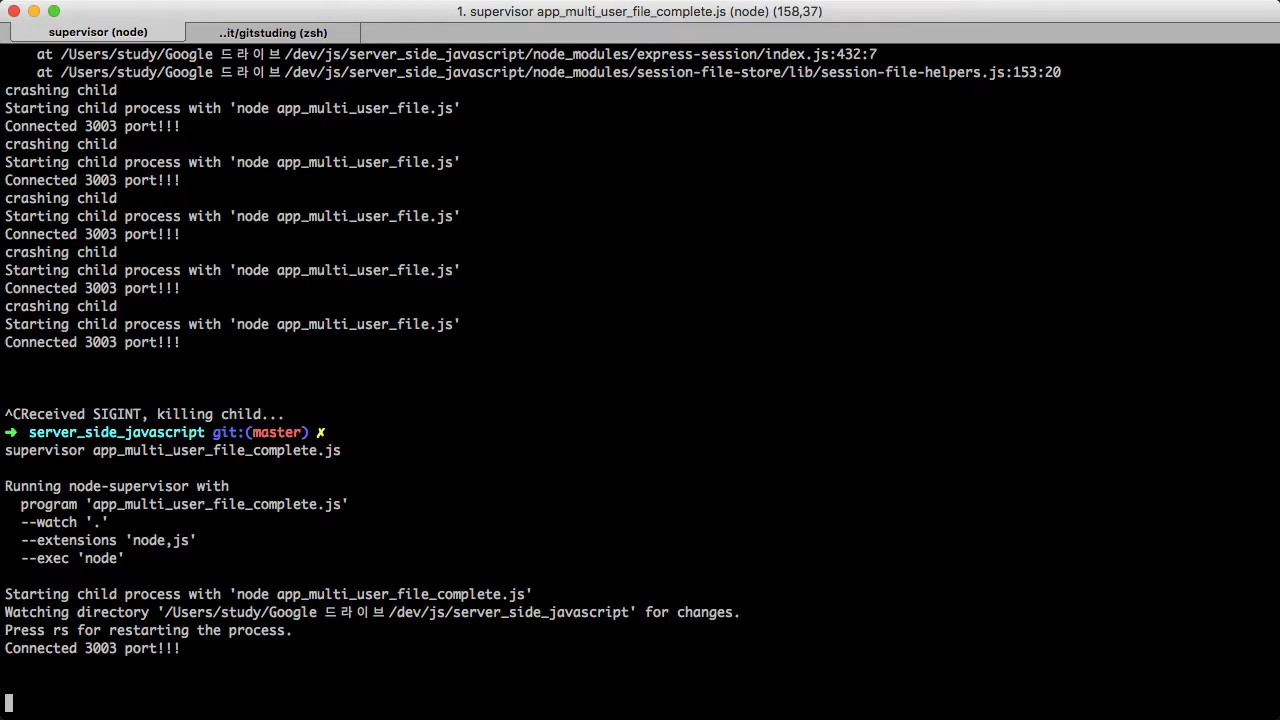 1. supervisor app_multi_user_file_complete.js (node) (158,37)
supervisor (node)
..it/gitstuding (zsh)
at /Users/study/Google 드라이브/dev/js/server_side_javascript/node_modules/express-session/index.js:432:7
at /Users/study/Google 드라이브/dev/js/server_side_javascript/node_modules/session-file-store/lib/session-file-helpers.js:153:20
crashing child
Starting child process with 'node app_multi_user_file.js'
Connected 3003 port!!!
crashing child
Starting child process with 'node app_multi_user_file.js'
Connected 3003 port!!!
crashing child
Starting child process with 'node app_multi_user_file.js'
Connected 3003 port!!!
crashing child
Starting child process with 'node app_multi_user_file.js'
Connected 3003 port!!!
crashing child
Starting child process with 'node app_multi_user_file.js'
Connected 3003 port!!!
^CReceived SIGINT, killing child...
➜ server_side_javascript git:(master) ✗
supervisor app_multi_user_file_complete.js
Running node-supervisor with
program 'app_multi_user_file_complete.js'
--watch '.'
--extensions 'node,js'
--exec 'node'
Starting child process with 'node app_multi_user_file_complete.js'
Watching directory '/Users/study/Google 드라이브/dev/js/server_side_javascript' for changes.
Press rs for restarting the process.
Connected 3003 port!!!